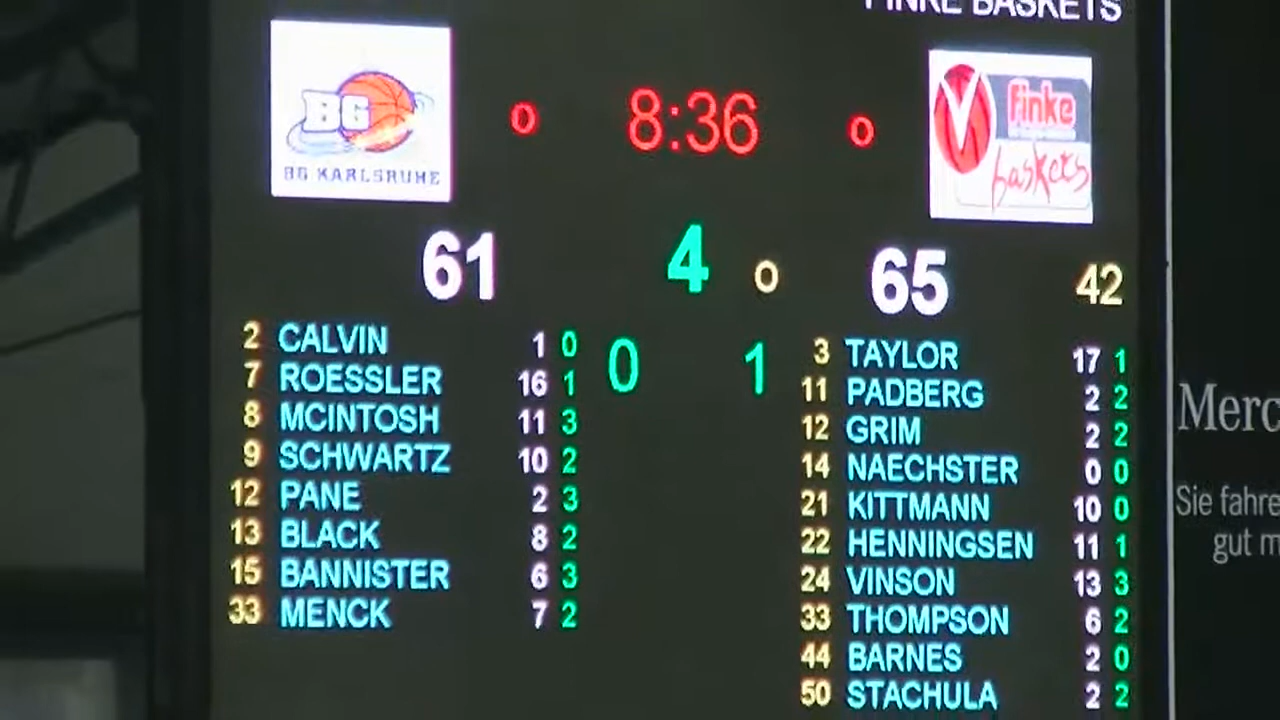 FINKE BASKETS
BG
BG KARLSRUHE
0 8:36 0
finke
baskets
61 4 0 65 42
0 1
2 CALVIN 1 0
7 ROESSLER 16 1
8 MCINTOSH 11 3
9 SCHWARTZ 10 2
12 PANE 2 3
13 BLACK 8 2
15 BANNISTER 6 3
33 MENCK 7 2
3 TAYLOR 17 1
11 PADBERG 2 2
12 GRIM 2 2
14 NAECHSTER 0 0
21 KITTMANN 10 0
22 HENNINGSEN 11 1
24 VINSON 13 3
33 THOMPSON 6 2
44 BARNES 2 0
50 STACHULA 2 2
Merc
Sie fahre
gut m